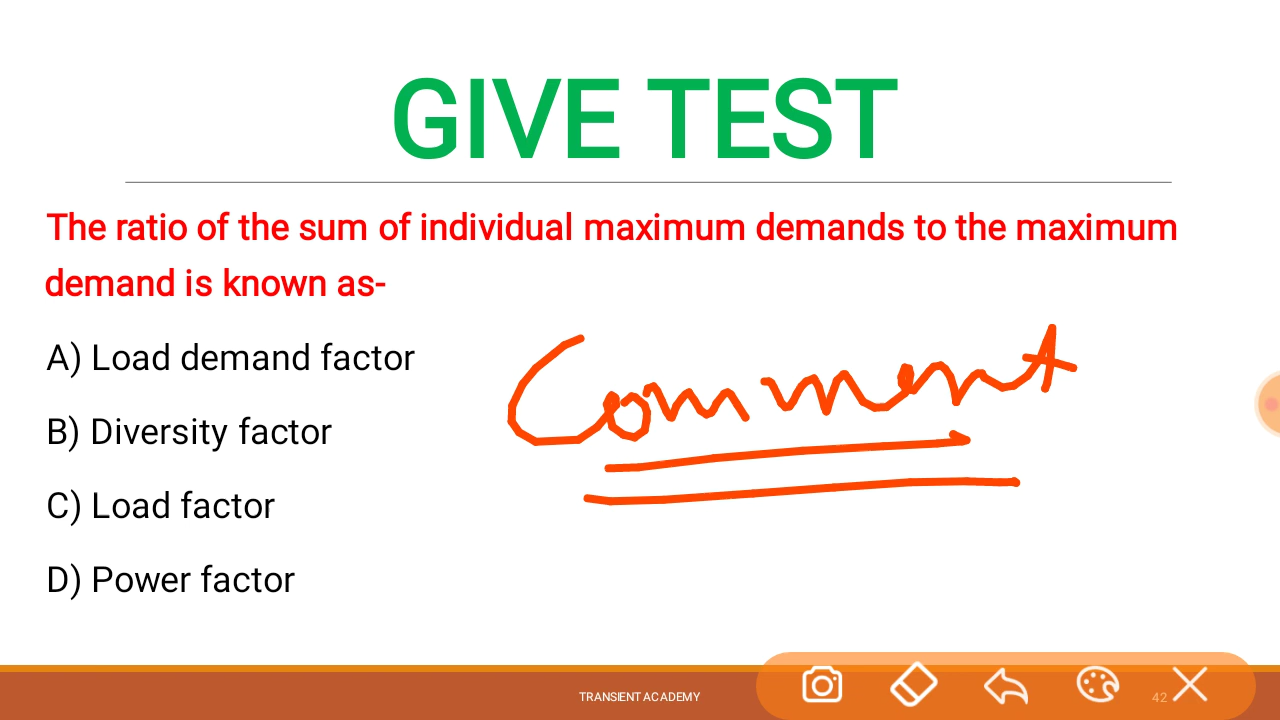 GIVE TEST
The ratio of the sum of individual maximum demands to the maximum
demand is known as-
A) Load demand factor
B) Diversity factor
C) Load factor
D) Power factor
Comment
TRANSIENT ACADEMY
42